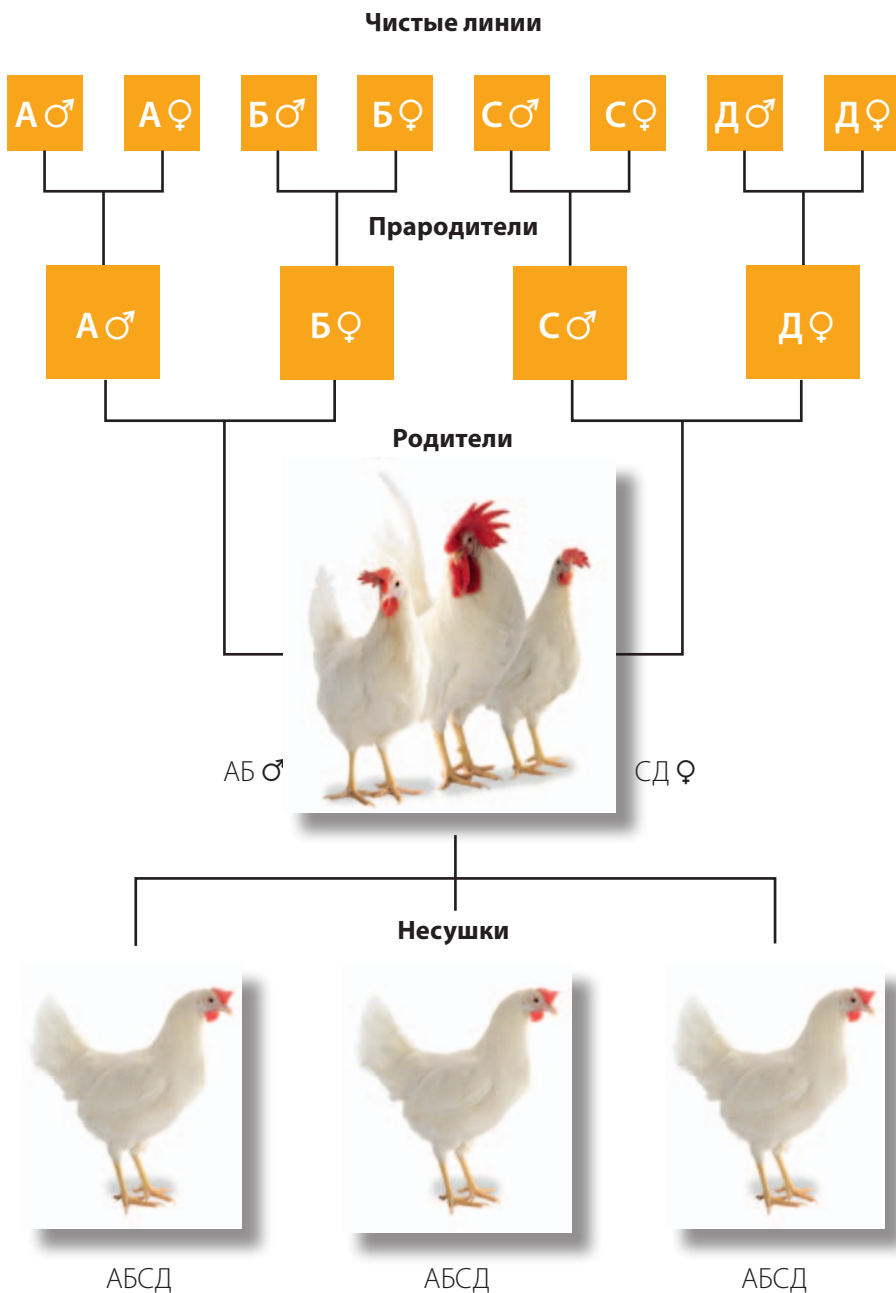 Чистые линии
А♂ А♀ Б♂ Б♀ С♂ С♀ Д♂ Д♀
Прародители
А♂ Б♀ С♂ Д♀
Родители
АБ ♂ СД ♀
Несушки
АБСД АБСД АБСД